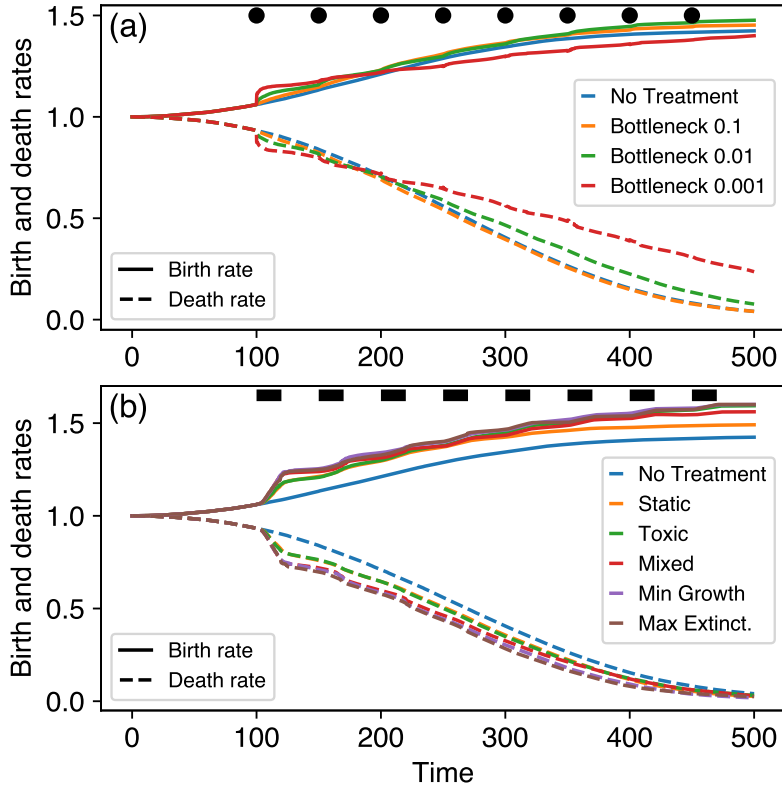 (a)
1.5
1.0
0.5
0.0
Birth and death rates
No Treatment
Bottleneck 0.1
Bottleneck 0.01
Bottleneck 0.001
Birth rate
Death rate
0
100
200
300
400
500
(b)
1.5
1.0
0.5
0.0
Birth and death rates
No Treatment
Static
Toxic
Mixed
Min Growth
Max Extinct.
Birth rate
Death rate
0
100
200
300
400
500
Time